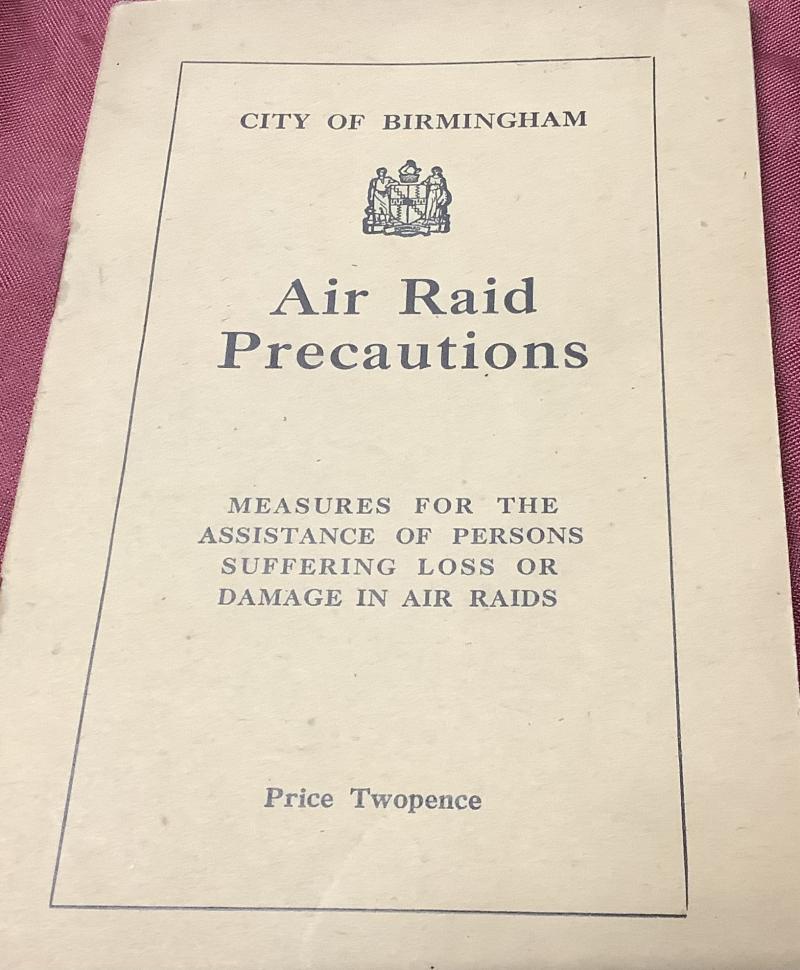 CITY OF BIRMINGHAM
Air Raid
Precautions
MEASURES FOR THE
ASSISTANCE OF PERSONS
SUFFERING LOSS OR
DAMAGE IN AIR RAIDS
Price Twopence